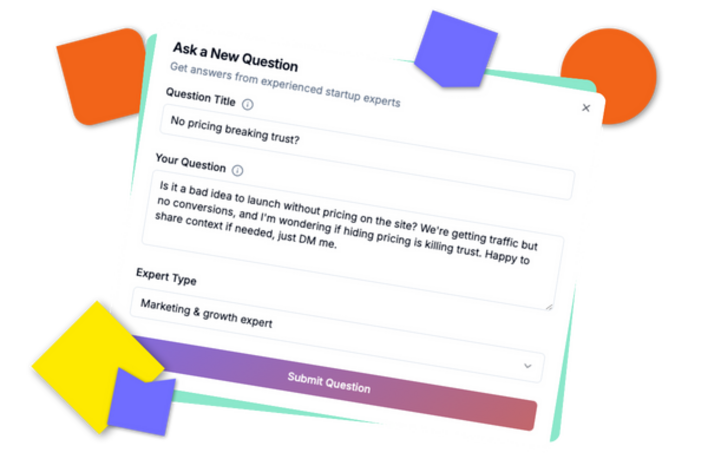 Ask a New Question
Get answers from experienced startup experts
Question Title
No pricing breaking trust?
Your Question
Is it a bad idea to launch without pricing on the site? We're getting traffic but
no conversions, and I'm wondering if hiding pricing is killing trust. Happy to
share context if needed, just DM me.
Expert Type
Marketing & growth expert
Submit Question